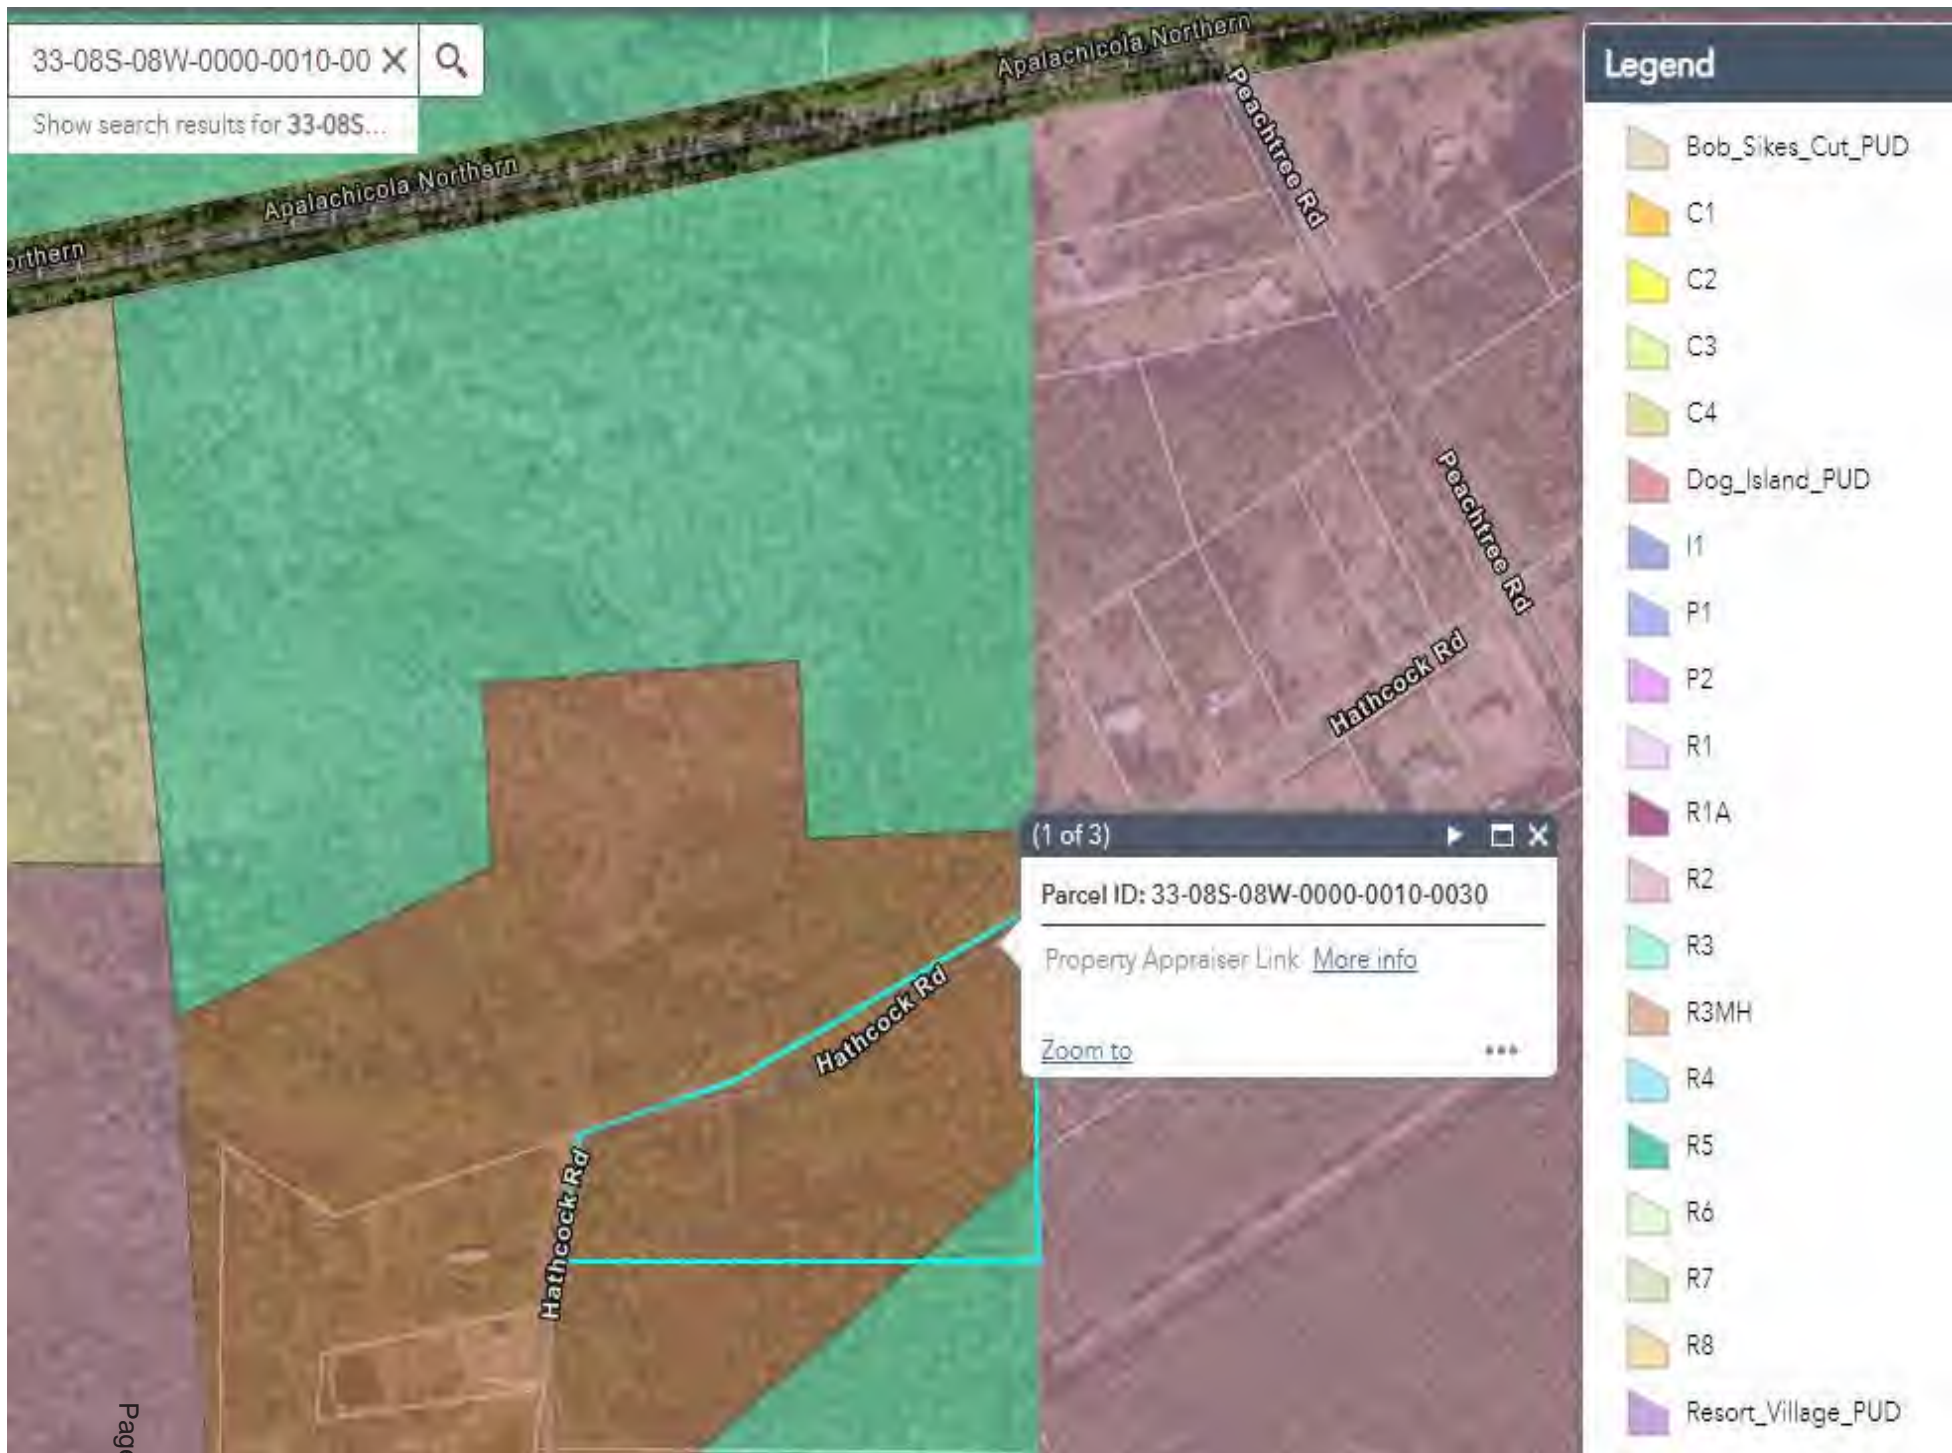 33-08S-08W-0000-0010-00
Show search results for 33-08S...
Apalachicola Northern
Apalachicola Northern
orthern
Peachtree Rd
Peachtree Rd
Hathcock Rd
Hathcock Rd
Hathcock Rd
(1 of 3)
Parcel ID: 33-08S-08W-0000-0010-0030
Property Appraiser Link More info
Zoom to
Legend
Bob_Sikes_Cut_PUD
C1
C2
C3
C4
Dog_Island_PUD
I1
P1
P2
R1
R1A
R2
R3
R3MH
R4
R5
R6
R7
R8
Resort_Village_PUD
Page